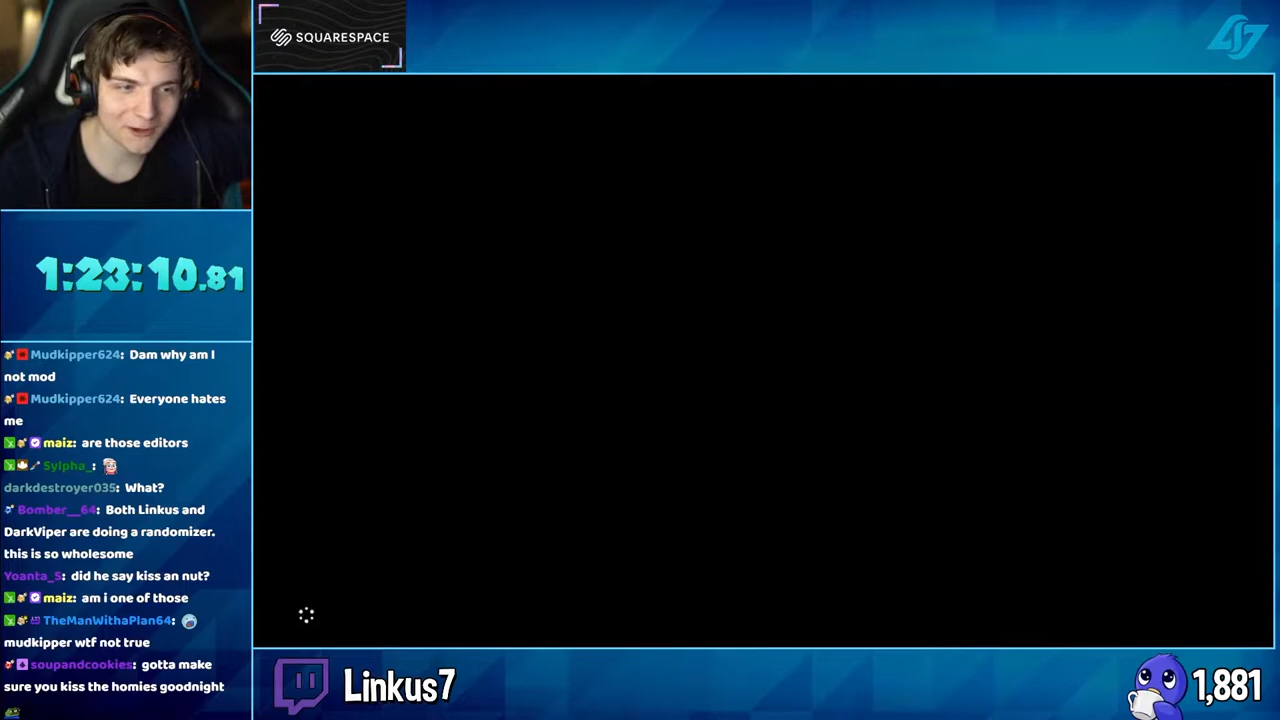 SQUARESPACE
1:23:10.81
Mudkipper624: Dam why am I
not mod
Mudkipper624: Everyone hates
me
maiz: are those editors
Sylpha_:
darkdestroyer035: What?
Bomber__64: Both Linkus and
DarkViper are doing a randomizer.
this is so wholesome
Yoanta_S: did he say kiss an nut?
maiz: am i one of those
TheManWithaPlan64:
mudkipper wtf not true
soupandcookies: gotta make
sure you kiss the homies goodnight
Linkus7
1,881